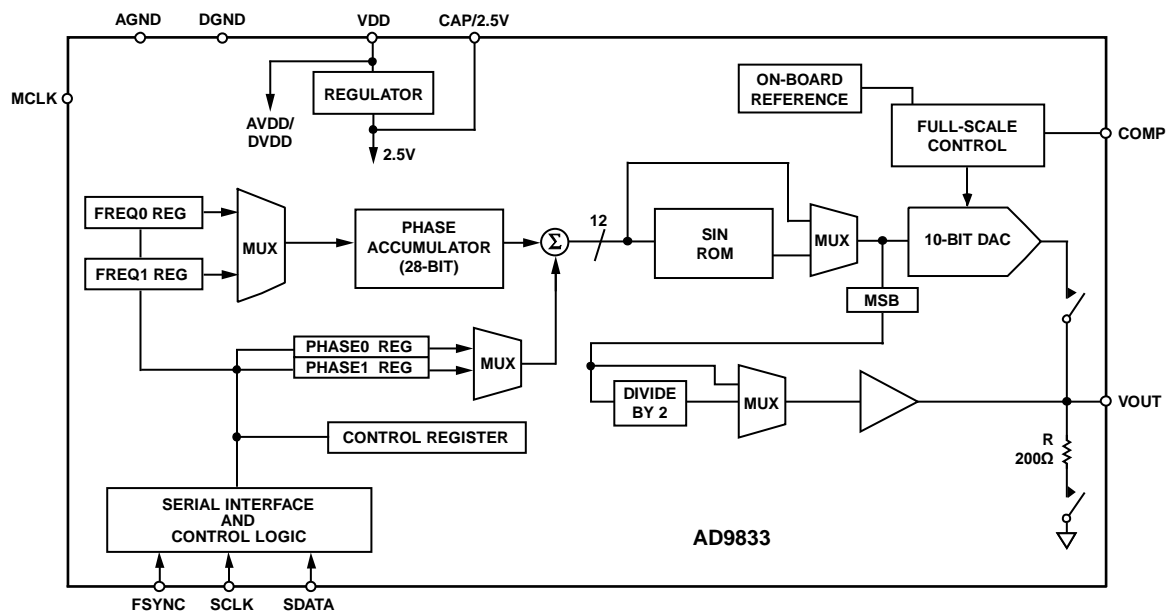 AGND
DGND
VDD
CAP/2.5V
MCLK
REGULATOR
AVDD/
DVDD
2.5V
ON-BOARD
REFERENCE
FULL-SCALE
CONTROL
COMP
FREQ0 REG
FREQ1 REG
MUX
PHASE
ACCUMULATOR
(28-BIT)
Σ
12
SIN
ROM
MUX
10-BIT DAC
MSB
PHASE0 REG
PHASE1 REG
MUX
DIVIDE
BY 2
MUX
VOUT
CONTROL REGISTER
R
200Ω
SERIAL INTERFACE
AND
CONTROL LOGIC
AD9833
FSYNC
SCLK
SDATA